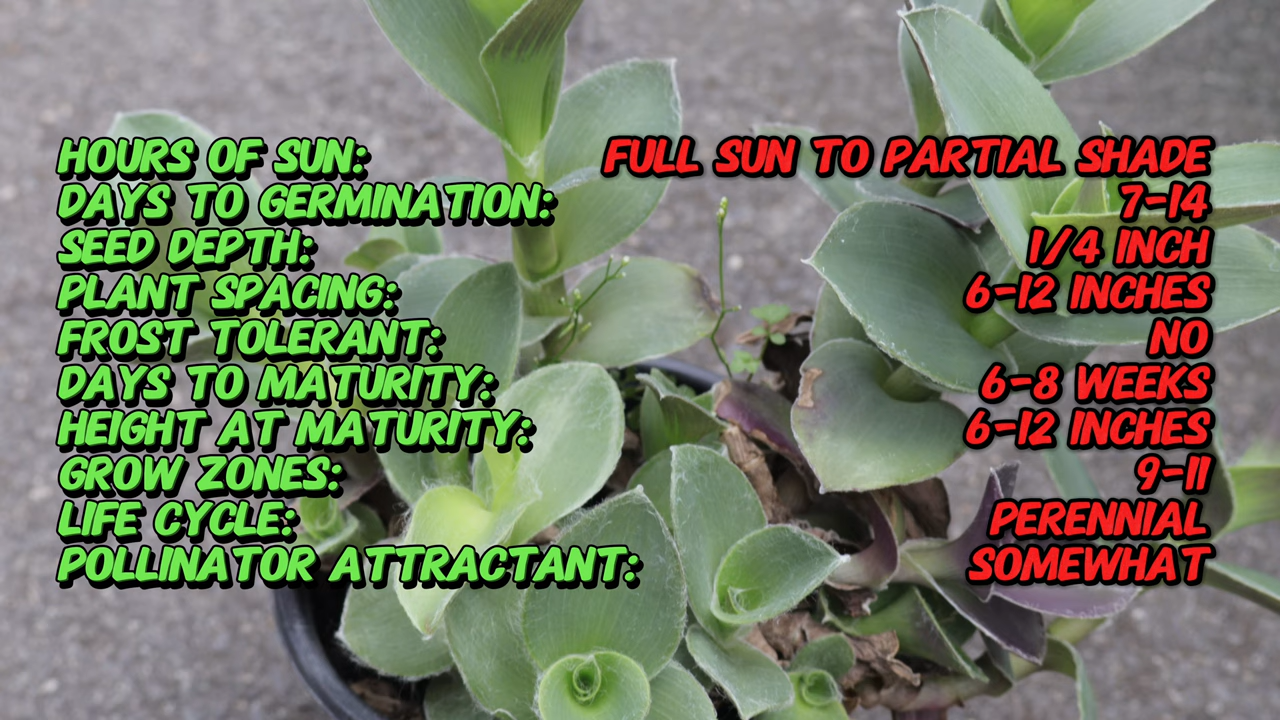 HOURS OF SUN: FULL SUN TO PARTIAL SHADE
DAYS TO GERMINATION: 7-14
SEED DEPTH: 1/4 INCH
PLANT SPACING: 6-12 INCHES
FROST TOLERANT: NO
DAYS TO MATURITY: 6-8 WEEKS
HEIGHT AT MATURITY: 6-12 INCHES
GROW ZONES: 9-11
LIFE CYCLE: PERENNIAL
POLLINATOR ATTRACTANT: SOMEWHAT